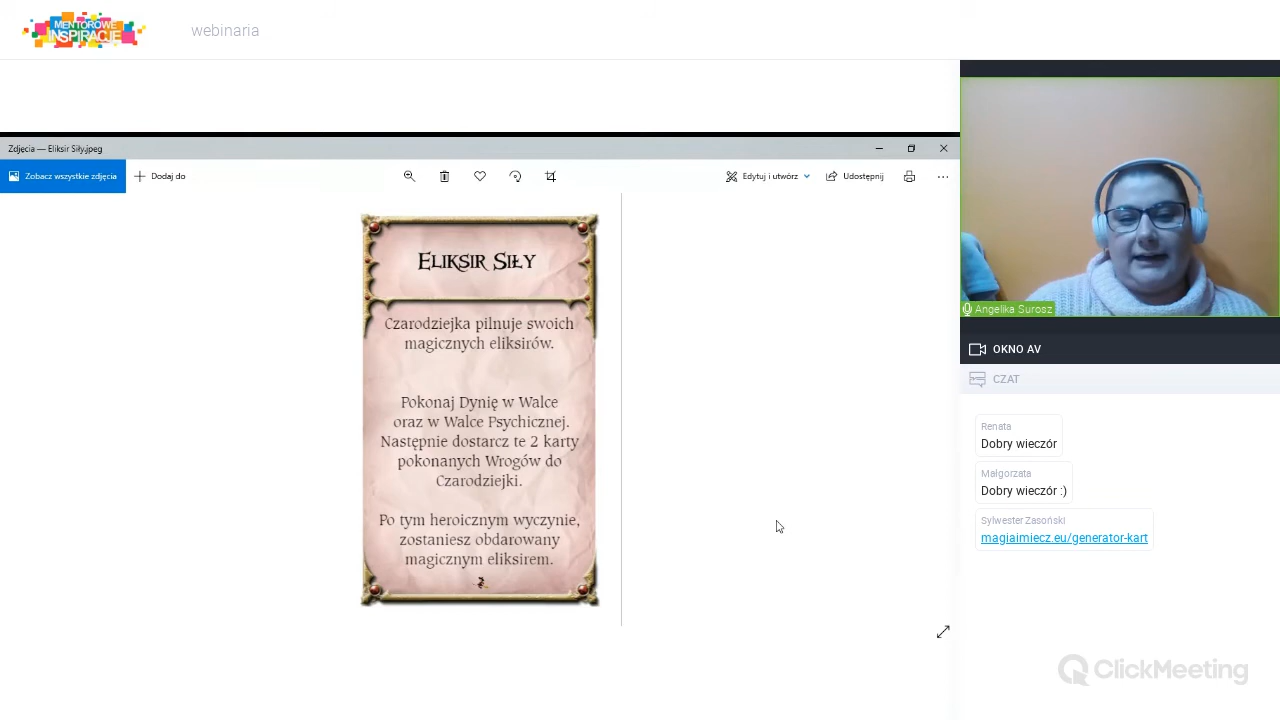 MENTOROWE
INSPIRACJE
webinaria
Zdjęcia — Eliksir Siły.jpeg
Zobacz wszystkie zdjęcia
Dodaj do
Edytuj i utwórz
Udostępnij
Eliksir Siły
Czarodziejka pilnuje swoich
magicznych eliksirów.
Pokonaj Dynię w Walce
oraz w Walce Psychicznej.
Następnie dostarcz te 2 karty
pokonanych Wrogów do
Czarodziejki.
Po tym heroicznym wyczynie,
zostaniesz obdarowany
magicznym eliksirem.
Angelika Surosz
OKNO AV
CZAT
Renata
Dobry wieczór
Małgorzata
Dobry wieczór :)
Sylwester Zasoński
magiaimiecz.eu/generator-kart
ClickMeeting